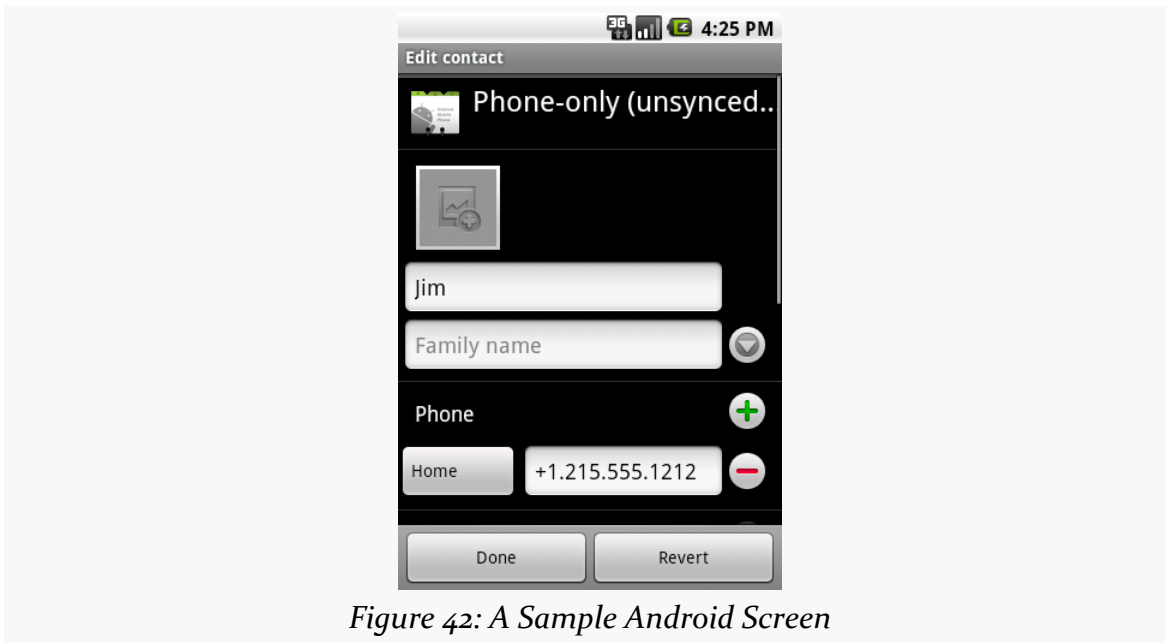 3G 4:25 PM
Edit contact
Phone-only (unsynced..
Jim
Family name
Phone
Home +1.215.555.1212
Done Revert
Figure 42: A Sample Android Screen